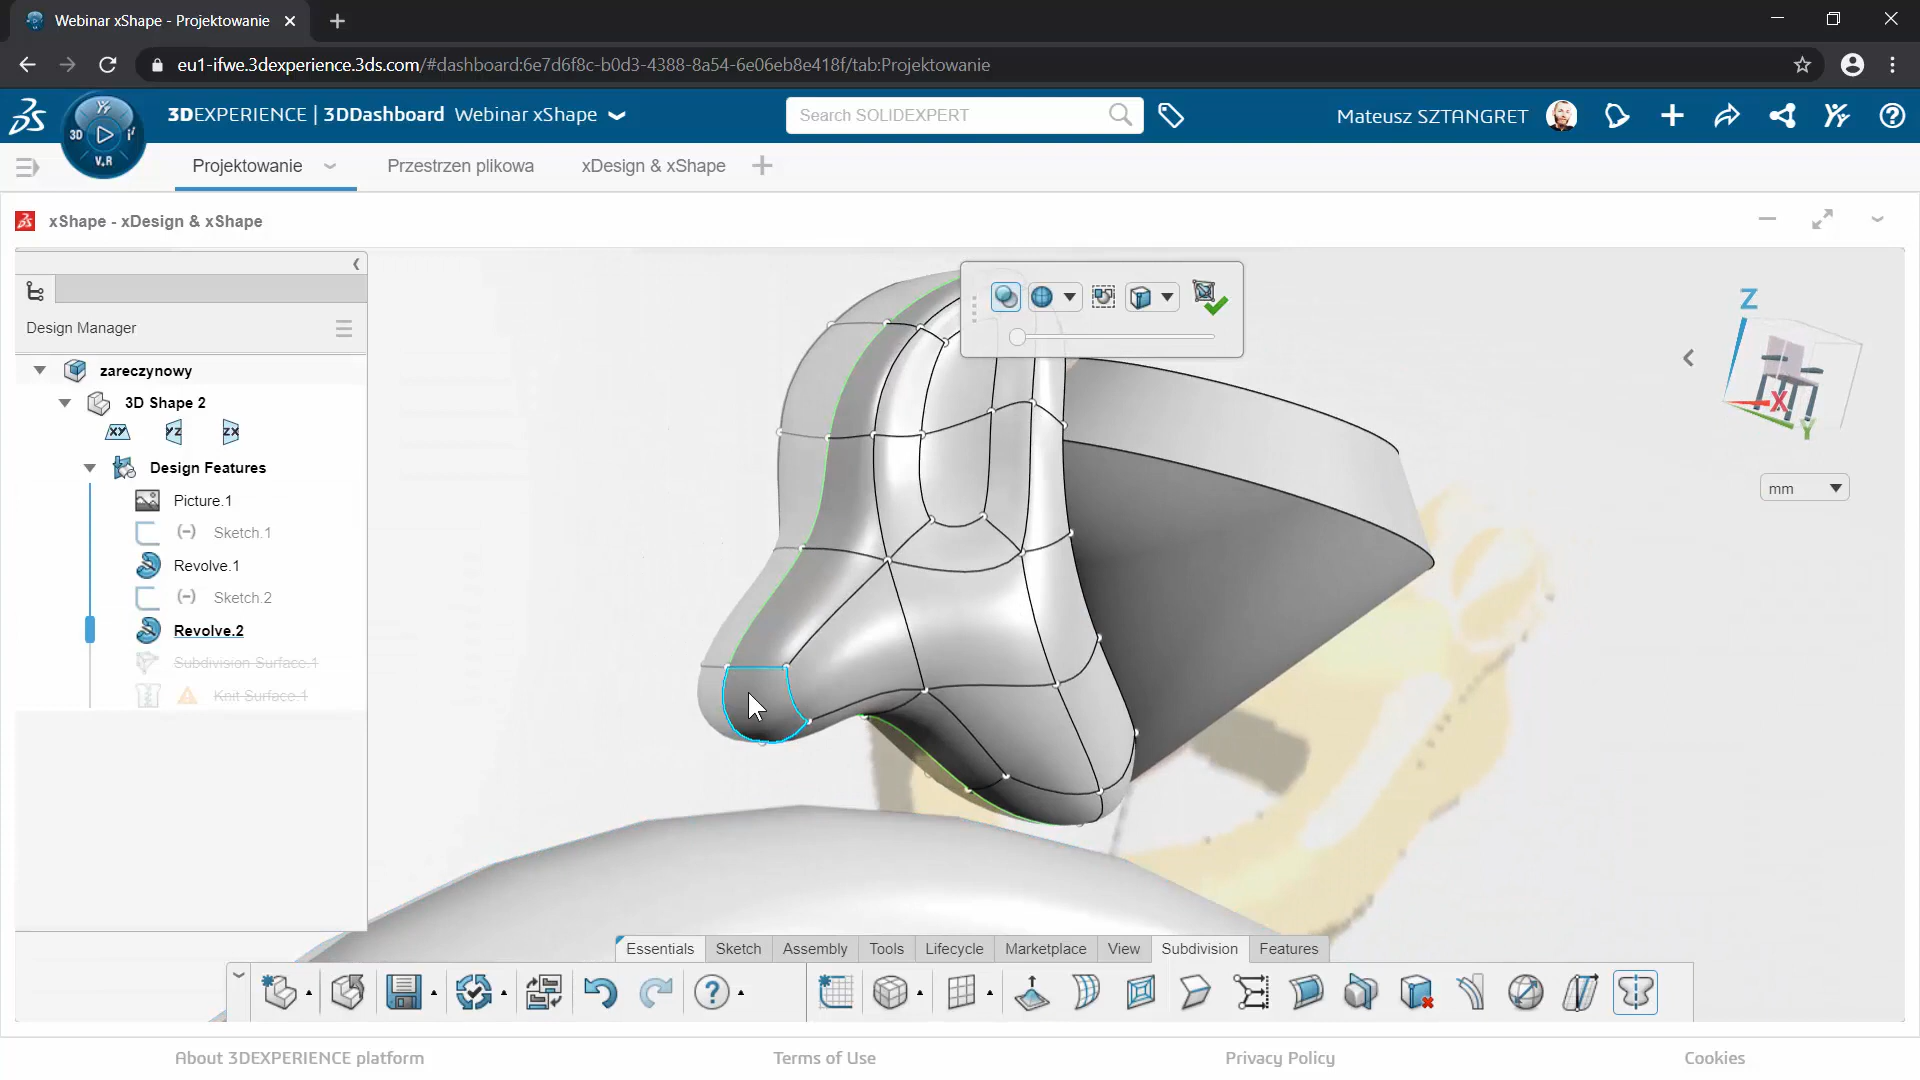 Webinar xShape - Projektowanie
eu1-ifwe.3dexperience.3ds.com/#dashboard:6e7d6f8c-b0d3-4388-8a54-6e06eb8e418f/tab:Projektowanie
3D
V.R
3DEXPERIENCE | 3DDashboard Webinar xShape
Search SOLIDEXPERT
Mateusz SZTANGRET
Projektowanie
Przestrzen plikowa
xDesign & xShape
xShape - xDesign & xShape
Design Manager
zareczynowy
3D Shape 2
XY
YZ
ZX
Design Features
Picture.1
(-) Sketch.1
Revolve.1
(-) Sketch.2
Revolve.2
Subdivision Surface.1
Knit Surface.1
Z
X
Y
mm
Essentials
Sketch
Assembly
Tools
Lifecycle
Marketplace
View
Subdivision
Features
About 3DEXPERIENCE platform
Terms of Use
Privacy Policy
Cookies